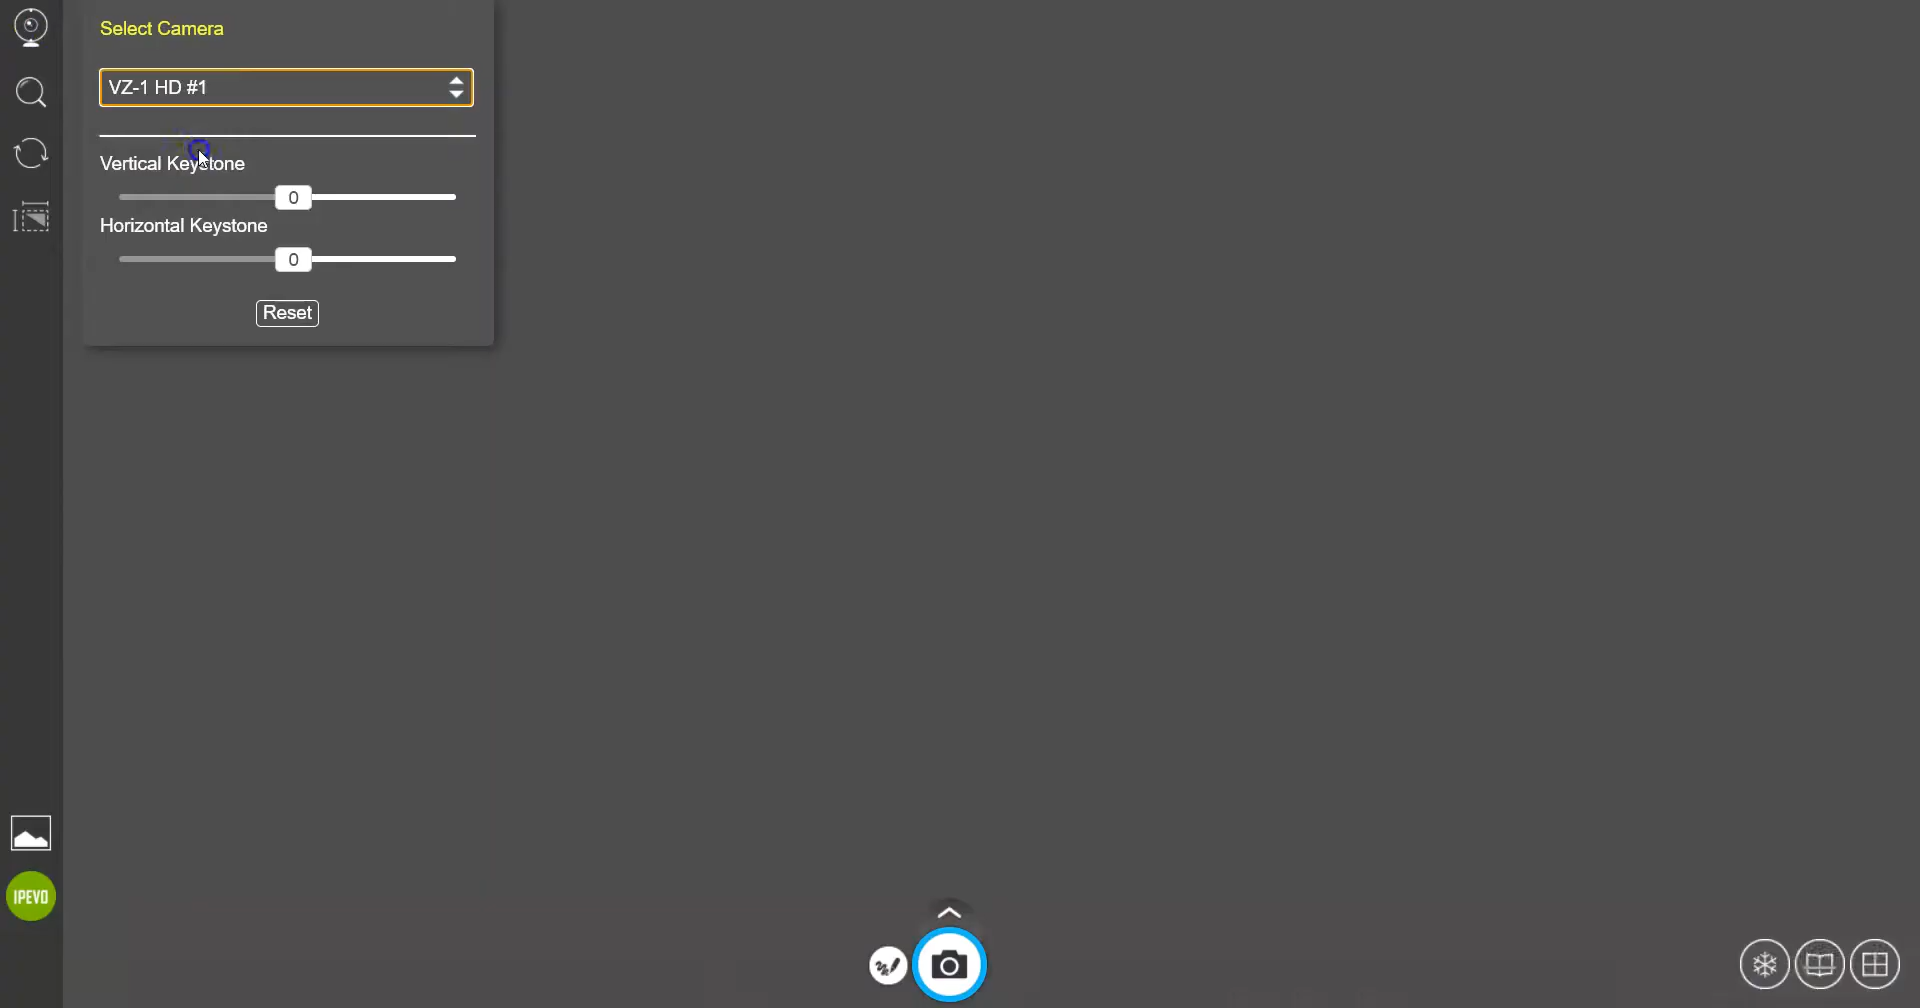 Select Camera
VZ-1 HD #1
Vertical Keystone
0
Horizontal Keystone
0
Reset
IPEVO